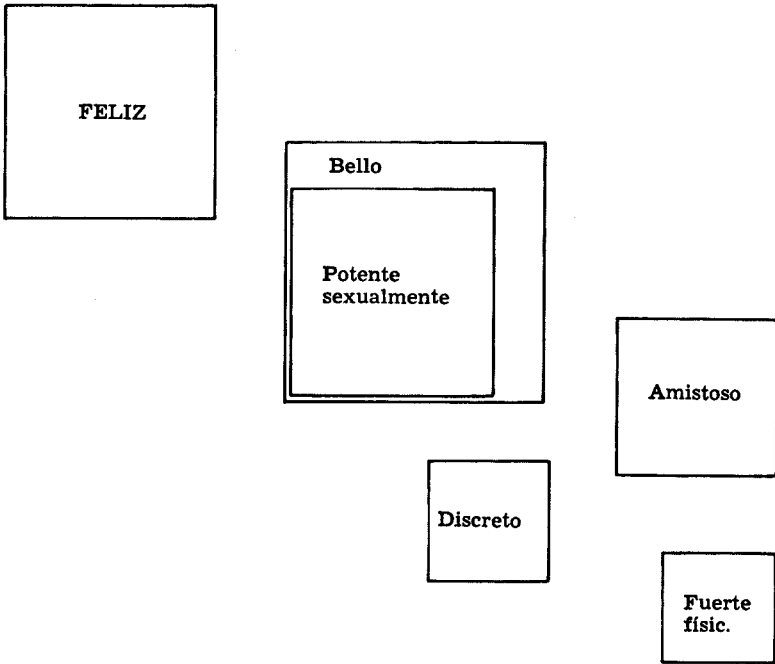 FELIZ
Bello
Potente
sexualmente
Amistoso
Discreto
Fuerte
físic.